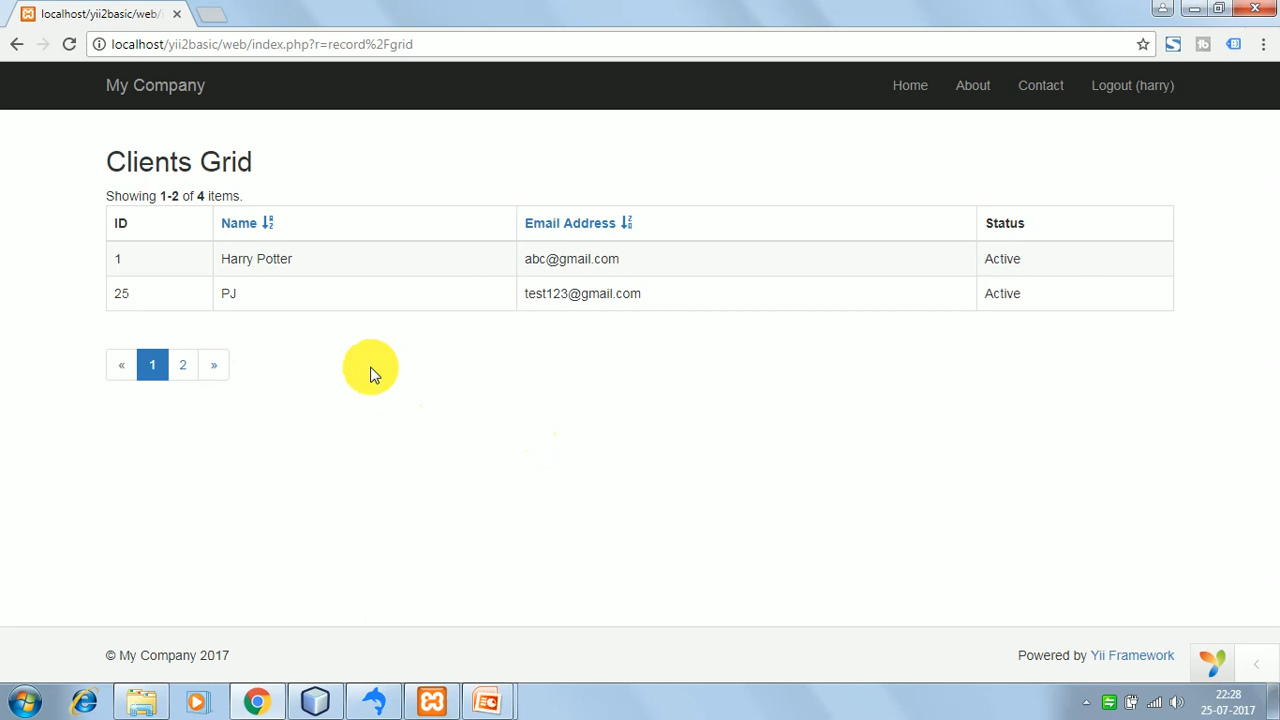 localhost/yii2basic/web/
localhost/yii2basic/web/index.php?r=record%2Fgrid
My Company
Home
About
Contact
Logout (harry)
Clients Grid
Showing 1-2 of 4 items.
ID Name Email Address Status
1 Harry Potter abc@gmail.com Active
25 PJ test123@gmail.com Active
« 1 2 »
© My Company 2017
Powered by Yii Framework
22:28
25-07-2017